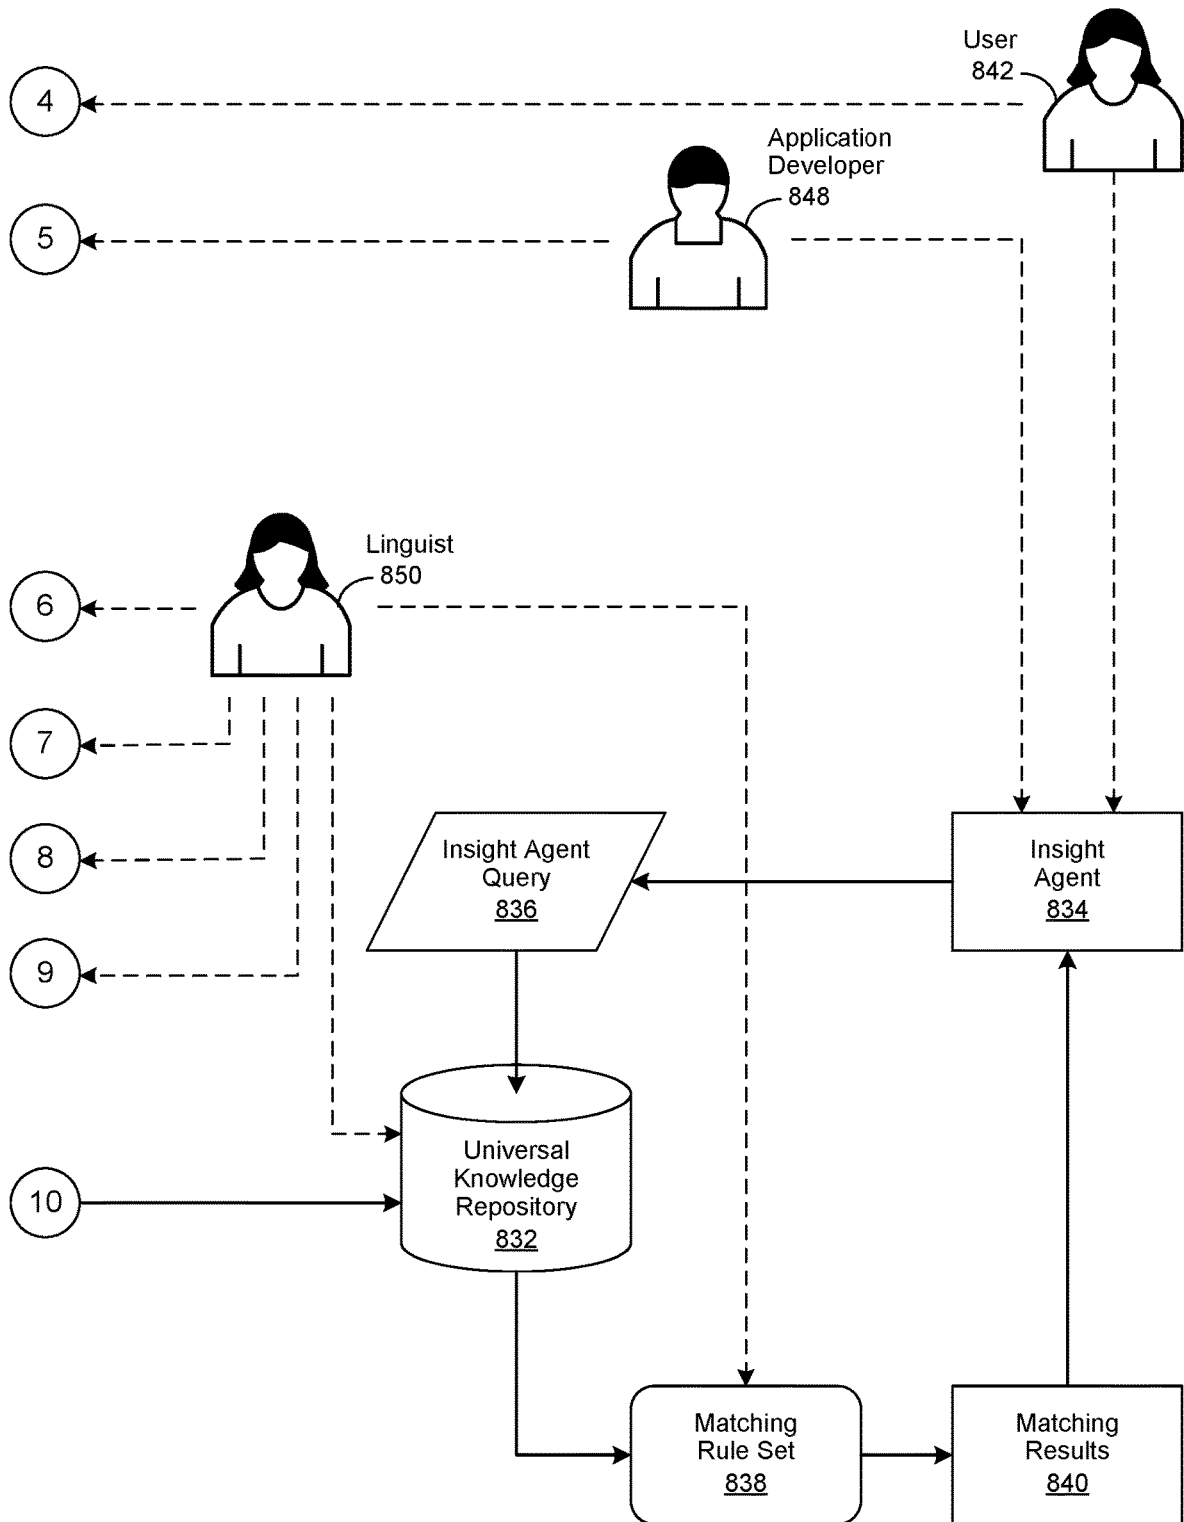 User
842
4
Application
Developer
848
5
Linguist
850
6
7
8
9
Insight Agent
Query
836
Insight
Agent
834
Universal
Knowledge
Repository
832
10
Matching
Rule Set
838
Matching
Results
840